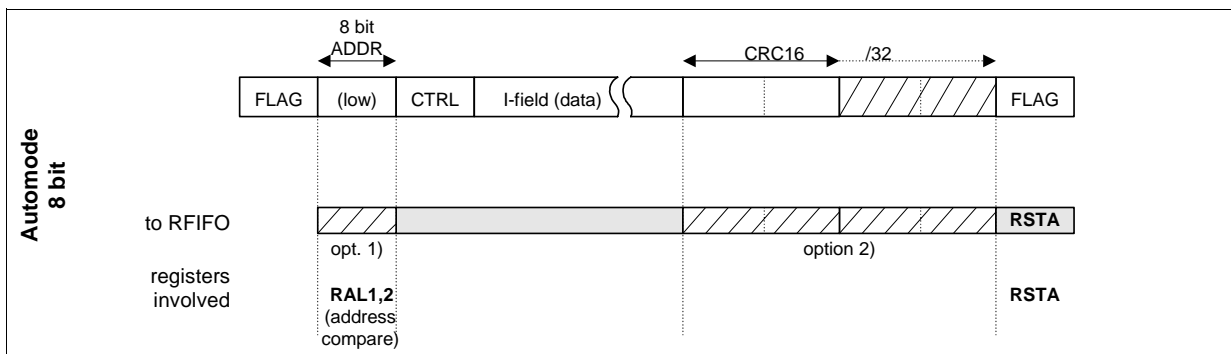 8 bit
ADDR
CRC16 /32
FLAG (low) CTRL I-field (data) FLAG
Automode
8 bit
to RFIFO RSTA
opt. 1) option 2)
registers
involved
RAL1,2 RSTA
(address
compare)